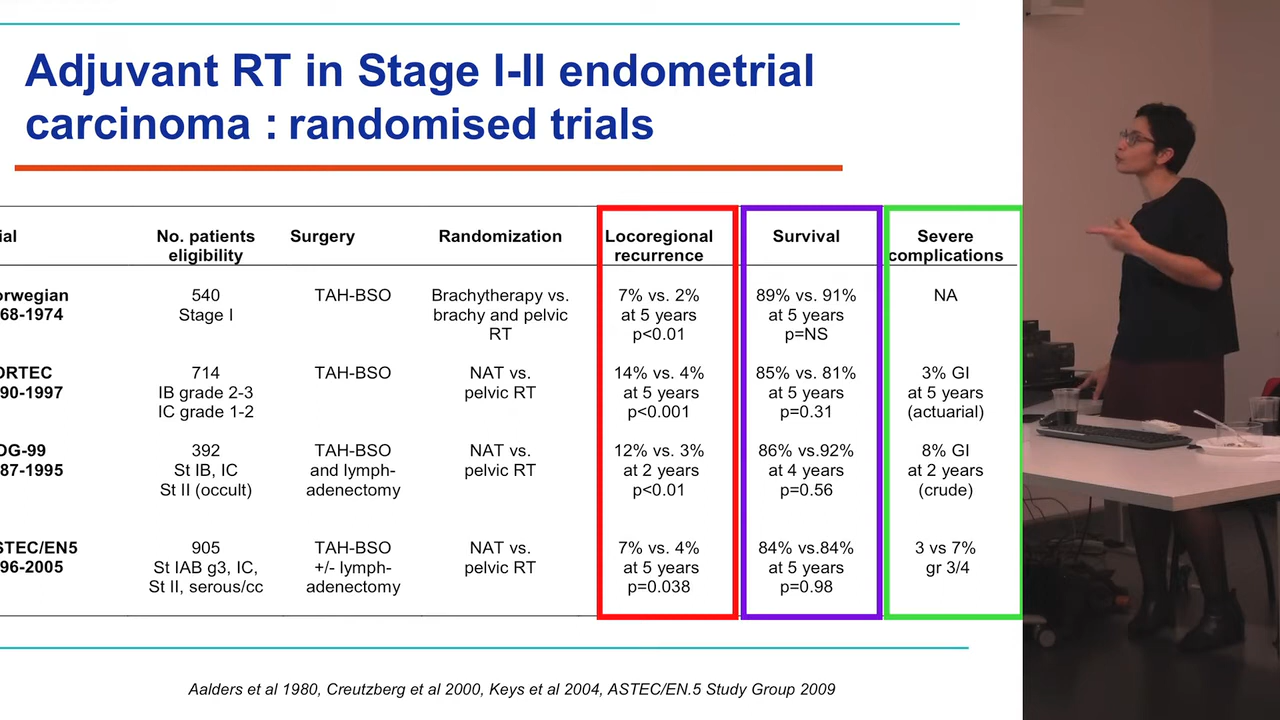 Adjuvant RT in Stage I-II endometrial
carcinoma : randomised trials
ial
No. patients
eligibility
Surgery
Randomization
Locoregional
recurrence
Survival
Severe
complications
orwegian
68-1974
540
Stage I
TAH-BSO
Brachytherapy vs.
brachy and pelvic
RT
7% vs. 2%
at 5 years
p<0.01
89% vs. 91%
at 5 years
p=NS
NA
ORTEC
90-1997
714
IB grade 2-3
IC grade 1-2
TAH-BSO
NAT vs.
pelvic RT
14% vs. 4%
at 5 years
p<0.001
85% vs. 81%
at 5 years
p=0.31
3% GI
at 5 years
(actuarial)
OG-99
87-1995
392
St IB, IC
St II (occult)
TAH-BSO
and lymph-
adenectomy
NAT vs.
pelvic RT
12% vs. 3%
at 2 years
p<0.01
86% vs.92%
at 4 years
p=0.56
8% GI
at 2 years
(crude)
STEC/EN5
96-2005
905
St IAB g3, IC,
St II, serous/cc
TAH-BSO
+/- lymph-
adenectomy
NAT vs.
pelvic RT
7% vs. 4%
at 5 years
p=0.038
84% vs.84%
at 5 years
p=0.98
3 vs 7%
gr 3/4
Aalders et al 1980, Creutzberg et al 2000, Keys et al 2004, ASTEC/EN.5 Study Group 2009